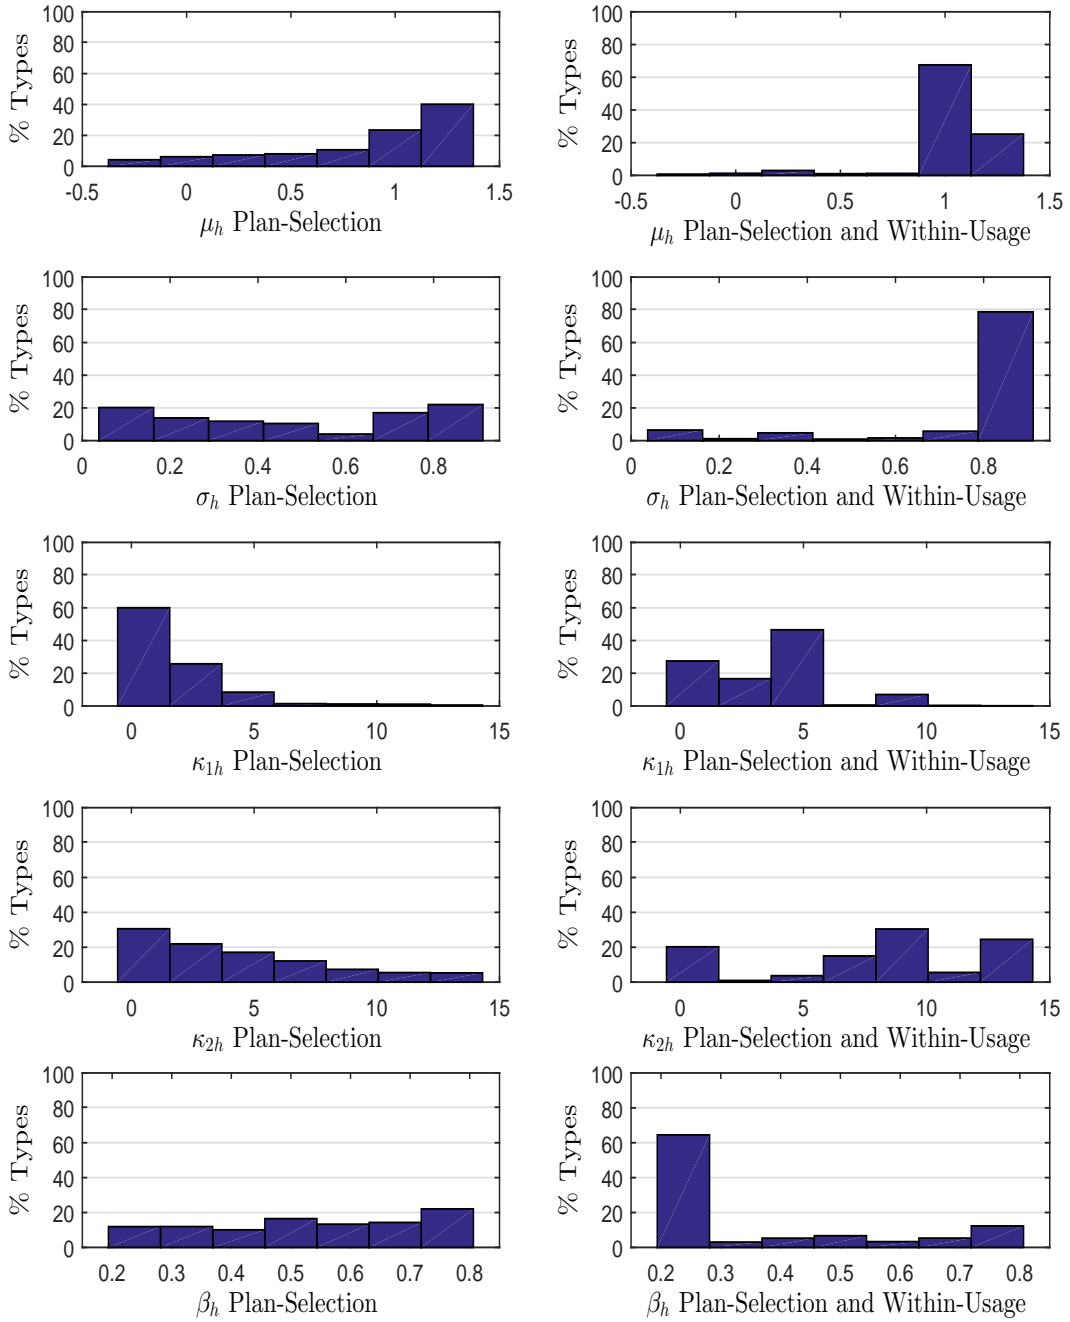 100
80
60
40
20
0
% Types
-0.5 0 0.5 1 1.5
μh Plan-Selection
100
80
60
40
20
0
% Types
-0.5 0 0.5 1 1.5
μh Plan-Selection and Within-Usage
100
80
60
40
20
0
% Types
0 0.2 0.4 0.6 0.8
σh Plan-Selection
100
80
60
40
20
0
% Types
0 0.2 0.4 0.6 0.8
σh Plan-Selection and Within-Usage
100
80
60
40
20
0
% Types
0 5 10 15
κ1h Plan-Selection
100
80
60
40
20
0
% Types
0 5 10 15
κ1h Plan-Selection and Within-Usage
100
80
60
40
20
0
% Types
0 5 10 15
κ2h Plan-Selection
100
80
60
40
20
0
% Types
0 5 10 15
κ2h Plan-Selection and Within-Usage
100
80
60
40
20
0
% Types
0.2 0.3 0.4 0.5 0.6 0.7 0.8
βh Plan-Selection
100
80
60
40
20
0
% Types
0.2 0.3 0.4 0.5 0.6 0.7 0.8
βh Plan-Selection and Within-Usage